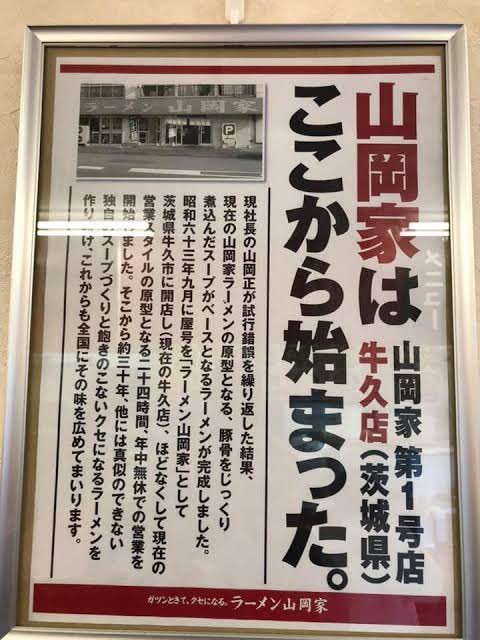 山岡家は
ここから始まった。
山岡家 第1号店
牛久店(茨城県)
ラーメン 山岡家
P
現社長の山岡正が試行錯誤を繰り返した結果
現在の山岡家ラーメンの原型となる、豚骨をじっくり
煮込んだスープがベースとなるラーメンが完成しました。
昭和六十三年九月に屋号を「ラーメン山岡家」として
茨城県牛久市に開店し(現在の牛久店)、ほどなくして現在の
営業スタイルの原型となる二十四時間、年中無休での営業を
開始しました。そこから約三十年、他には真似のできない
独自のスープづくりと飽きのこないクセになるラーメンを
作り続け、これからも全国にその味を広めてまいります。
ガツンときて、クセになる。ラーメン山岡家
メニュー